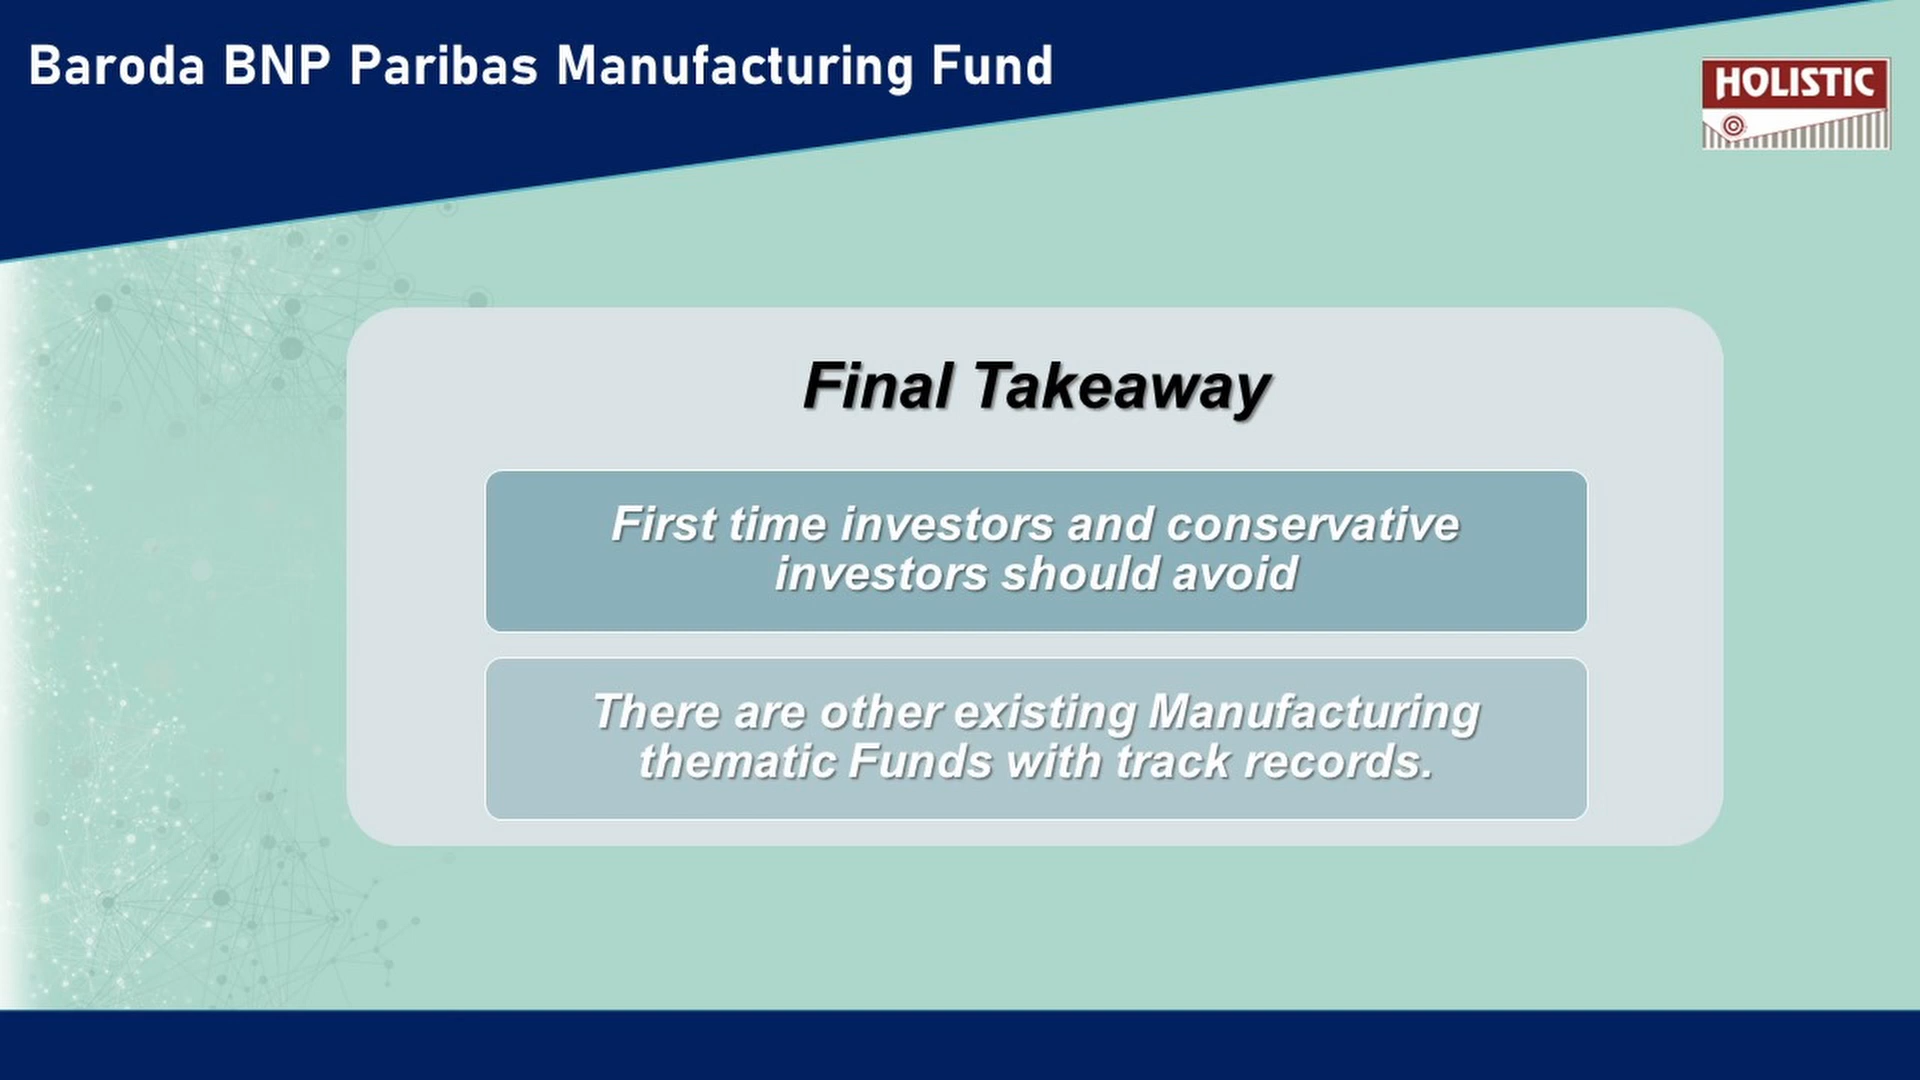 Baroda BNP Paribas Manufacturing Fund
HOLISTIC
Final Takeaway
First time investors and conservative
investors should avoid
There are other existing Manufacturing
thematic Funds with track records.